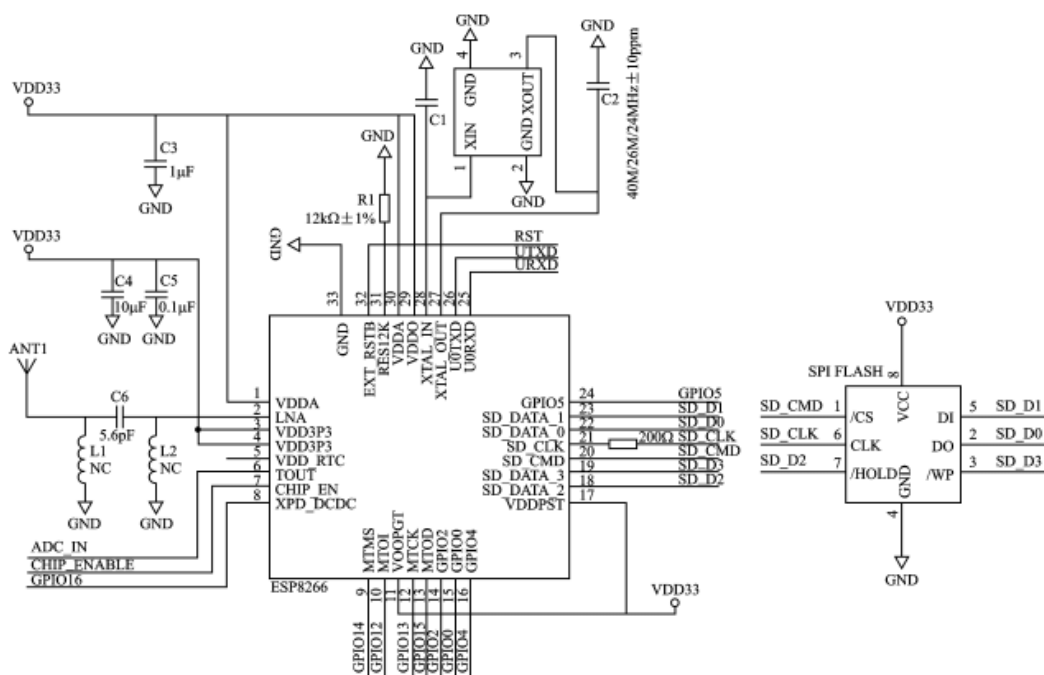 GND
GND
GND
4
3
GND
XOUT
C1
XIN
GND
C2
1
2
GND
40M/26M/24MHz±10ppm
VDD33
C3
1μF
GND
GND
R1
12kΩ±1%
GND
RST
UTXD
URXD
VDD33
C4
10μF
GND
C5
0.1μF
GND
33
32
31
30
29
28
27
26
25
GND
EXT_RSTB
RES12K
VDDA
VDDO
XTAL_IN
XTAL_OUT
U0TXD
U0RXD
ANT1
C6
5.6pF
L1
NC
GND
L2
NC
GND
1 VDDA
2 LNA
3 VDD3P3
4 VDD3P3
5 VDD_RTC
6 TOUT
7 CHIP_EN
8 XPD_DCDC
ADC_IN
CHIP_ENABLE
GPIO16
GPIO5 24 GPIO5
SD_DATA_1 23 SD_D1
SD_DATA_0 22 SD_D0
SD_CLK 21 200Ω SD_CLK
SD_CMD 20 SD_CMD
SD_DATA_3 19 SD_D3
SD_DATA_2 18 SD_D2
VDDPST 17
MTMS
MTOI
VOOPGT
MTCK
MTOD
GPIO2
GPIO0
GPIO4
ESP8266
9
10
11
12
13
14
15
16
GPIO14
GPIO12
GPIO13
GPIO15
GPIO2
GPIO0
GPIO4
VDD33
VDD33
SPI FLASH
8
VCC
SD_CMD 1 /CS
DI 5 SD_D1
SD_CLK 6 CLK
DO 2 SD_D0
SD_D2 7 /HOLD
/WP 3 SD_D3
GND
4
GND